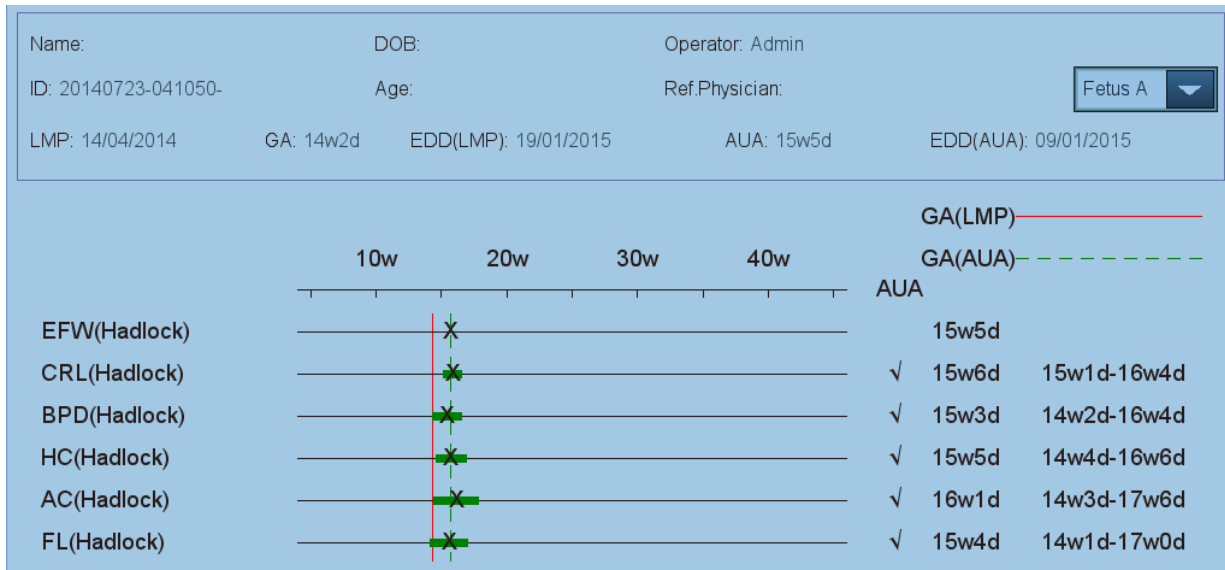 Name: DOB: Operator: Admin
ID: 20140723-041050- Age: Ref.Physician: Fetus A
LMP: 14/04/2014 GA: 14w2d EDD(LMP): 19/01/2015 AUA: 15w5d EDD(AUA): 09/01/2015
GA(LMP)
10w 20w 30w 40w GA(AUA)
AUA
EFW(Hadlock) X 15w5d
CRL(Hadlock) X √ 15w6d 15w1d-16w4d
BPD(Hadlock) X √ 15w3d 14w2d-16w4d
HC(Hadlock) X √ 15w5d 14w4d-16w6d
AC(Hadlock) X √ 16w1d 14w3d-17w6d
FL(Hadlock) X √ 15w4d 14w1d-17w0d